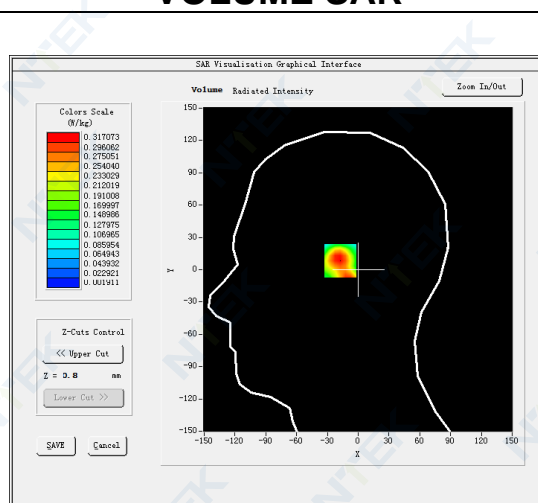 VOLUME SAR
SAR Visualisation Graphical Interface
Volume Radiated Intensity
Zoom In/Out
Colors Scale
(W/kg)
0.317073
0.296062
0.275051
0.254040
0.233029
0.212019
0.191008
0.169997
0.148986
0.127975
0.106965
0.085954
0.064943
0.043932
0.022921
0.001911
Z-Cuts Control
<< Upper Cut
Z = 0.8 mm
Lower Cut >>
SAVE Cancel
150
120
90
60
30
0
-30
-60
-90
-120
-150
Y
-150 -120 -90 -60 -30 0 30 60 90 120 150
X
NTEK